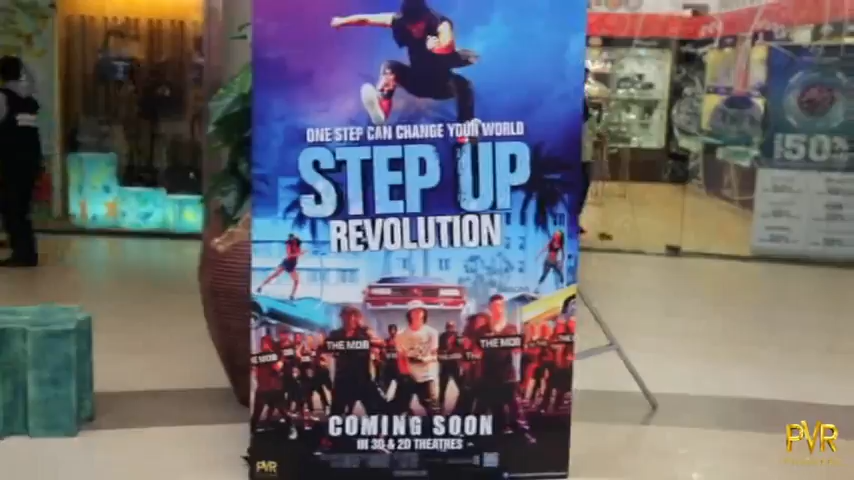 ONE STEP CAN CHANGE YOUR WORLD
STEP UP
REVOLUTION
THE MOB
THE MOB
THE MOB
COMING SOON
IN 3D & 2D THEATRES
PVR
50%
PVR